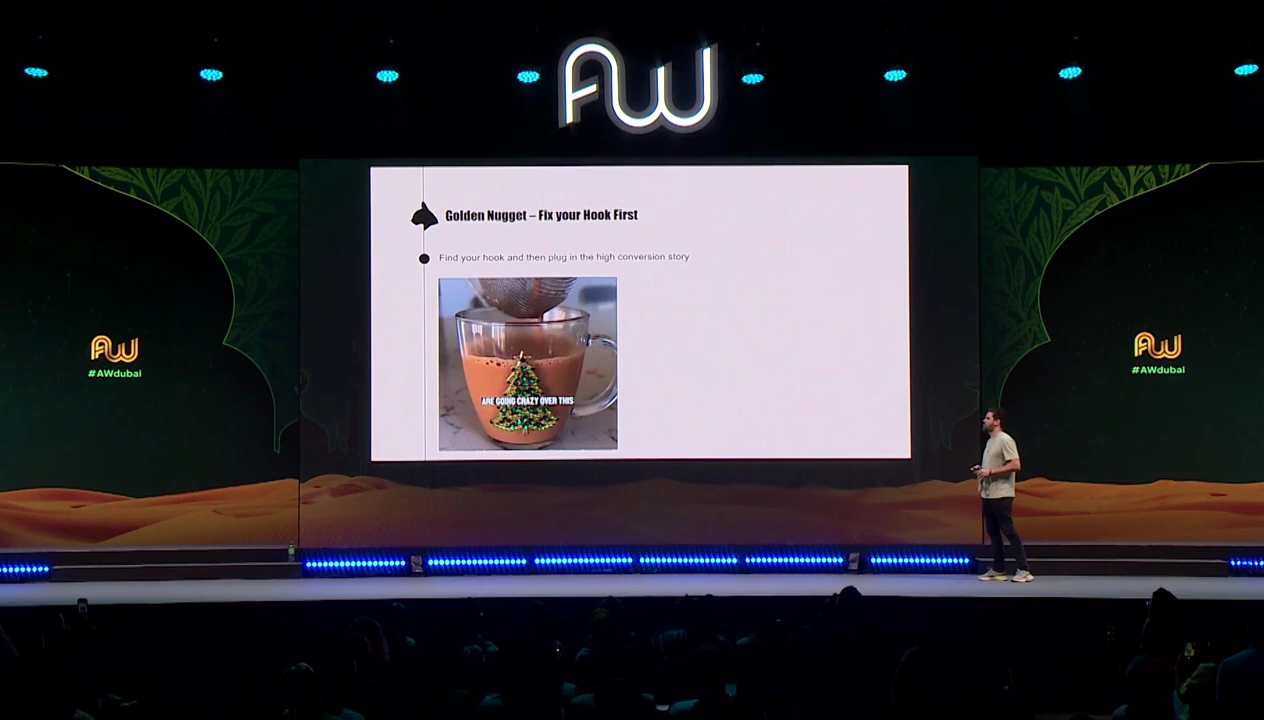 AW
Golden Nugget – Fix your Hook First
Find your hook and then plug in the high conversion story
ARE GOING CRAZY OVER THIS
AW
#AWdubai
AW
#AWdubai